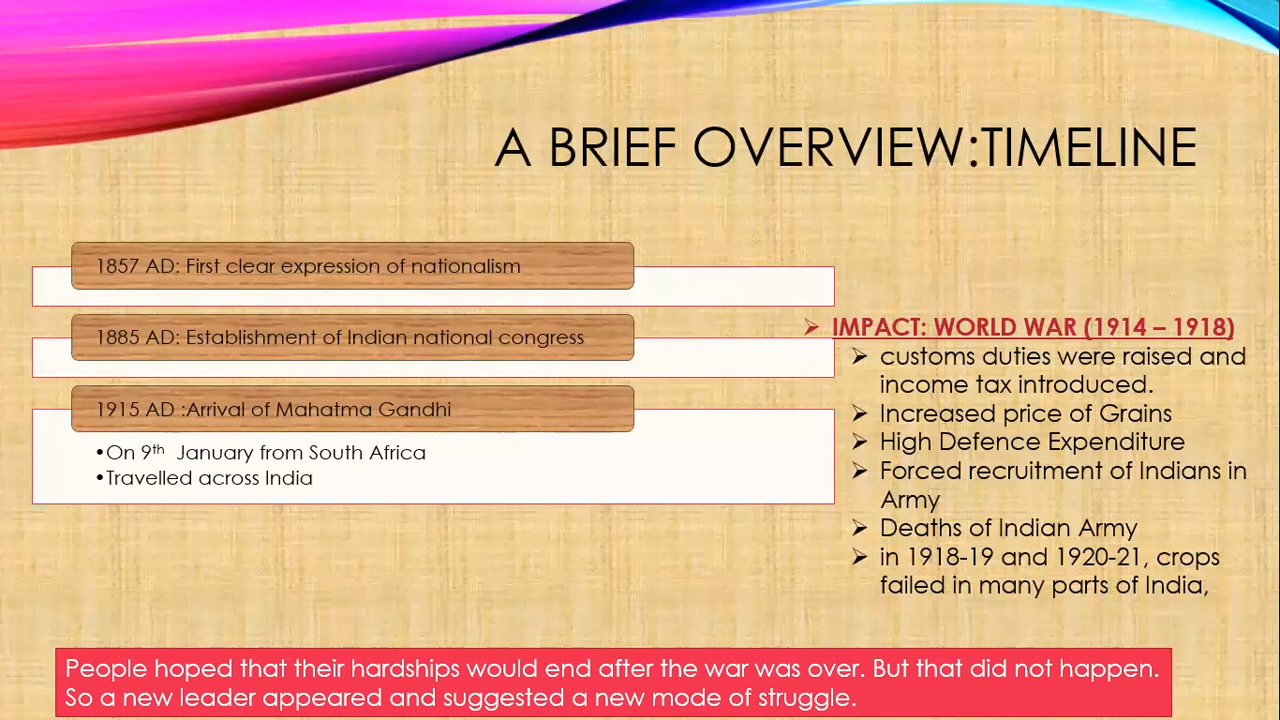 A BRIEF OVERVIEW:TIMELINE
1857 AD: First clear expression of nationalism
1885 AD: Establishment of Indian national congress
1915 AD :Arrival of Mahatma Gandhi
•On 9th January from South Africa
•Travelled across India
➢ IMPACT: WORLD WAR (1914 – 1918)
➢ customs duties were raised and
income tax introduced.
➢ Increased price of Grains
➢ High Defence Expenditure
➢ Forced recruitment of Indians in
Army
➢ Deaths of Indian Army
➢ in 1918-19 and 1920-21, crops
failed in many parts of India,
People hoped that their hardships would end after the war was over. But that did not happen.
So a new leader appeared and suggested a new mode of struggle.